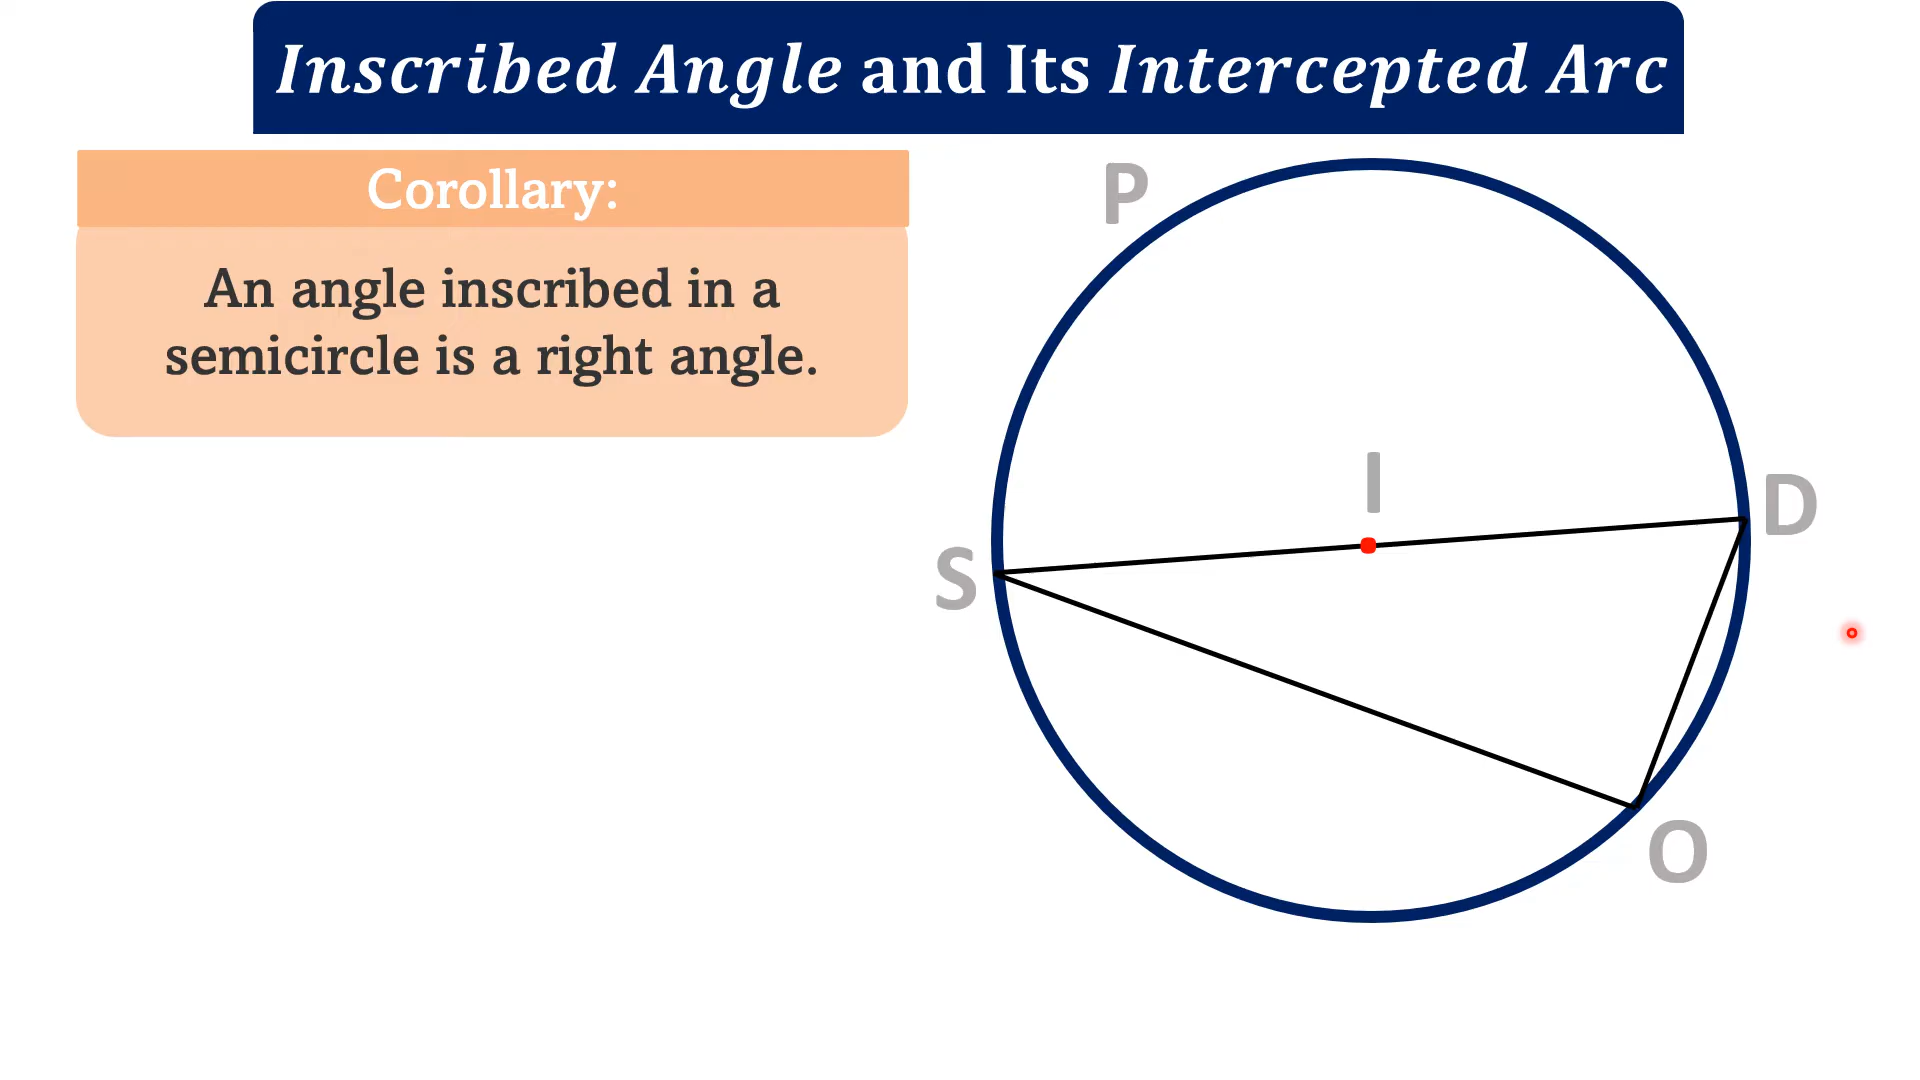 Inscribed Angle and Its Intercepted Arc
Corollary:
An angle inscribed in a
semicircle is a right angle.
P
I
D
S
O